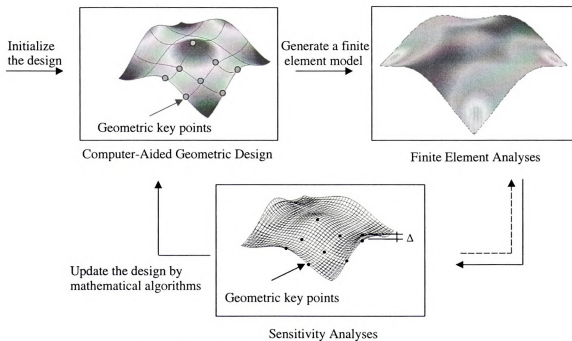 Initialize
the design
Generate a finite
element model
Geometric key points
Computer-Aided Geometric Design
Finite Element Analyses
Δ
Update the design by
mathematical algorithms
Geometric key points
Sensitivity Analyses